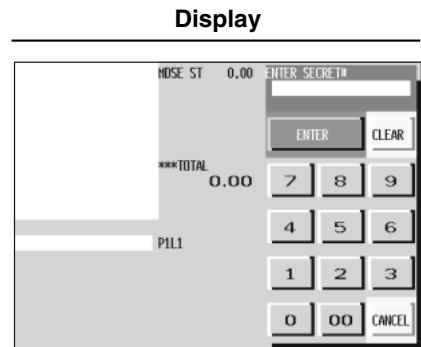 Display
MDSE ST 0.00 ENTER SECRET#
ENTER CLEAR
***TOTAL
0.00
7 8 9
4 5 6
P1L1
1 2 3
0 00 CANCEL